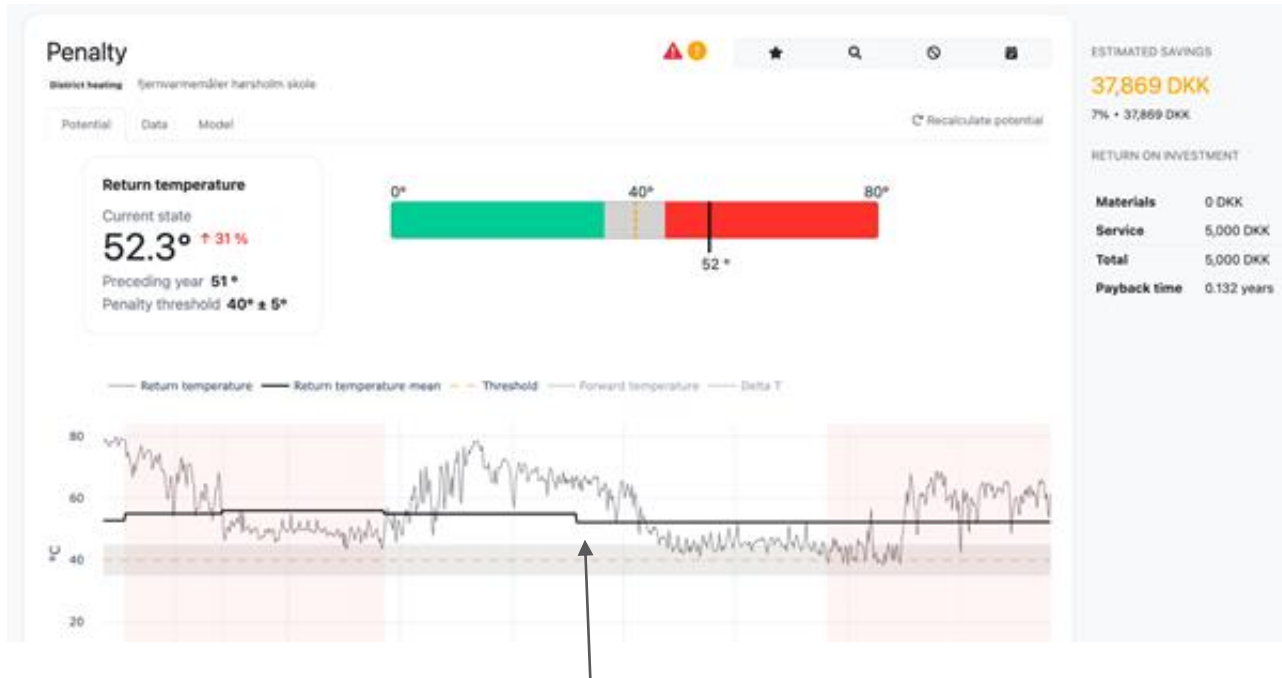 Penalty
District heating fjernvarmemåler hørsholm skole
Potential Data Model
Recalculate potential
Return temperature
Current state
52.3° ↑ 31 %
Preceding year 51 °
Penalty threshold 40° ± 5°
0° 40° 80°
52 °
Return temperature Return temperature mean Threshold Forward temperature Delta T
80
60
40
20
°C
ESTIMATED SAVINGS
37,869 DKK
7% • 37,869 DKK
RETURN ON INVESTMENT
Materials 0 DKK
Service 5,000 DKK
Total 5,000 DKK
Payback time 0.132 years